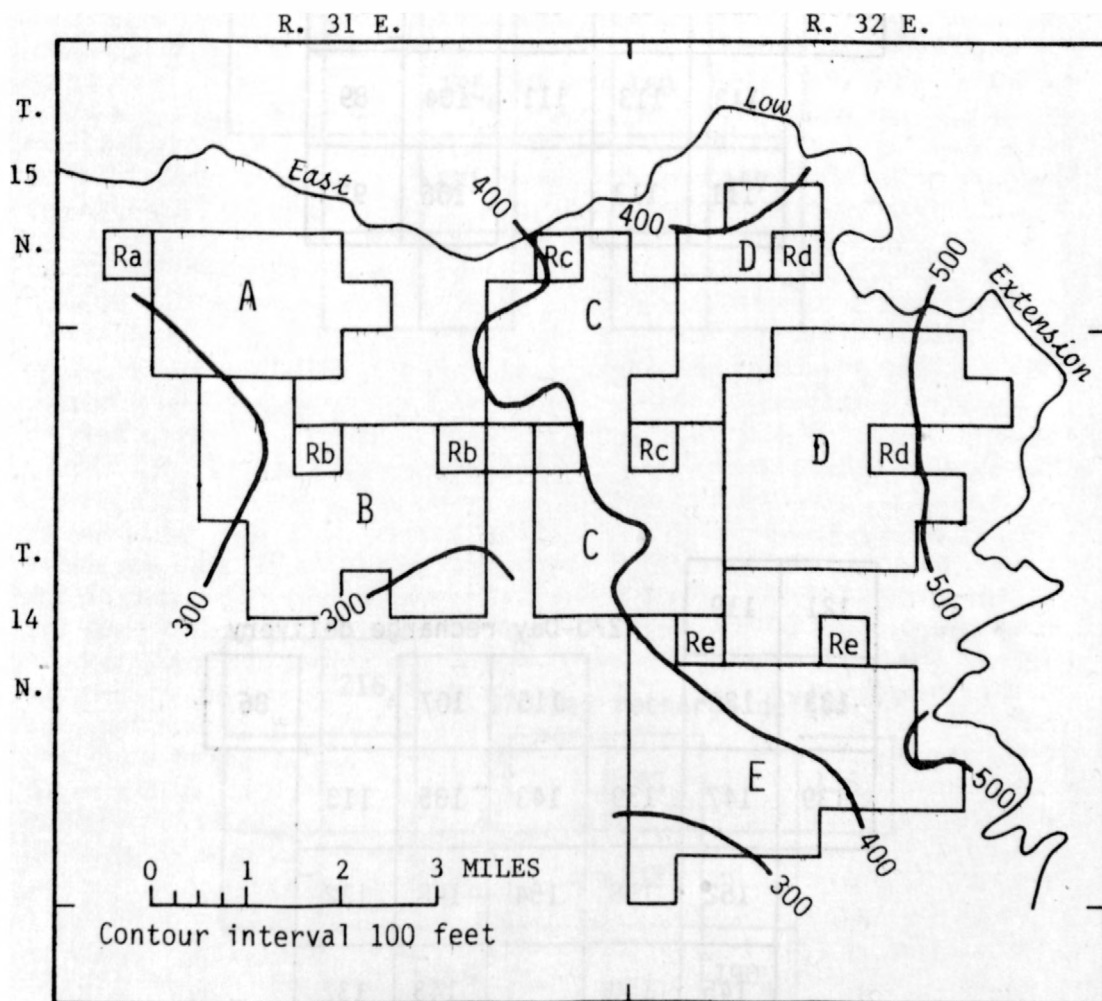 R. 31 E.
R. 32 E.
T.
15
N.
T.
14
N.
East
Low
Extension
400
400
500
Ra
A
Rc
C
D
Rd
Rb
Rb
Rc
D
Rd
B
C
300
300
500
Re
Re
E
500
400
300
0 1 2 3 MILES
Contour interval 100 feet